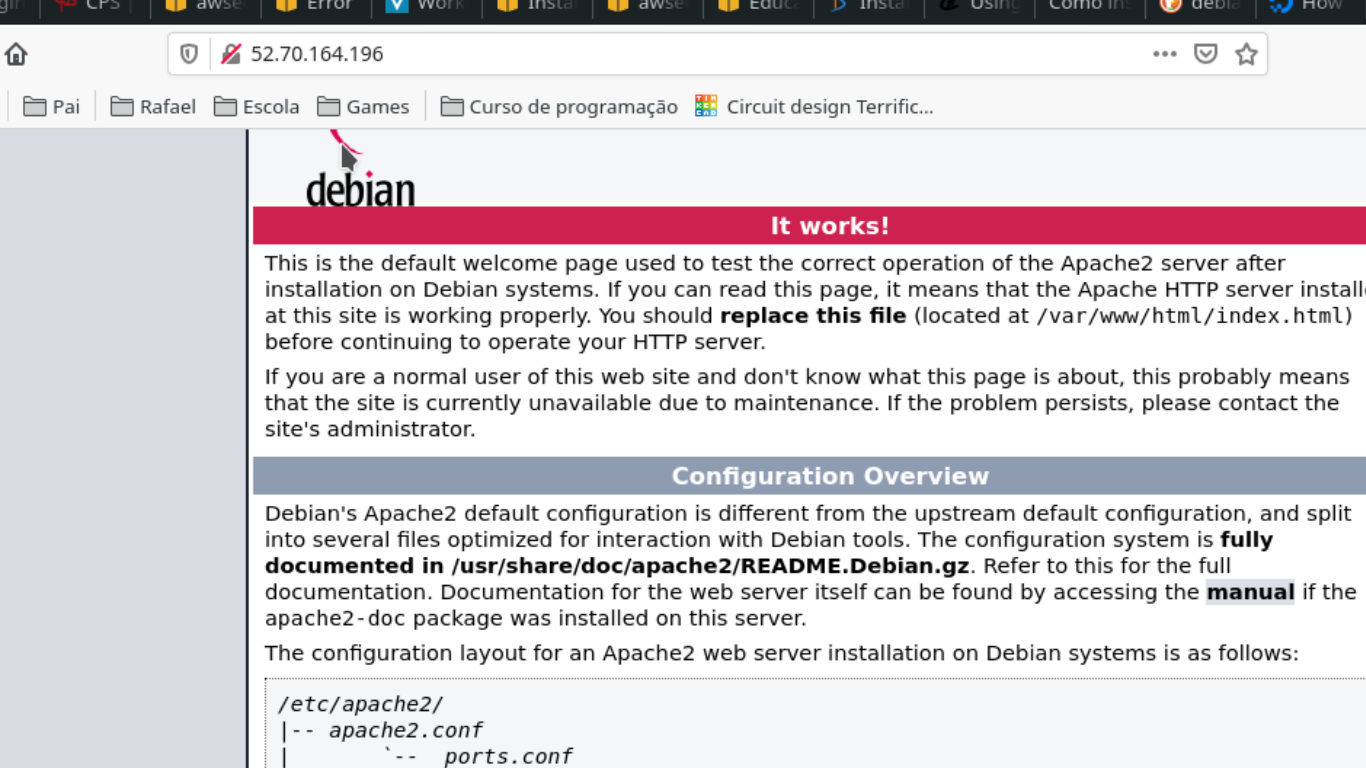 CPS awse Error Work Insta awse Educ Insta Using Como ins debia How
52.70.164.196
Pai Rafael Escola Games Curso de programação Circuit design Terrific...
debian
It works!
This is the default welcome page used to test the correct operation of the Apache2 server after
installation on Debian systems. If you can read this page, it means that the Apache HTTP server install
at this site is working properly. You should replace this file (located at /var/www/html/index.html)
before continuing to operate your HTTP server.
If you are a normal user of this web site and don't know what this page is about, this probably means
that the site is currently unavailable due to maintenance. If the problem persists, please contact the
site's administrator.
Configuration Overview
Debian's Apache2 default configuration is different from the upstream default configuration, and split
into several files optimized for interaction with Debian tools. The configuration system is fully
documented in /usr/share/doc/apache2/README.Debian.gz. Refer to this for the full
documentation. Documentation for the web server itself can be found by accessing the manual if the
apache2-doc package was installed on this server.
The configuration layout for an Apache2 web server installation on Debian systems is as follows:
/etc/apache2/
|-- apache2.conf
|       `--  ports.conf